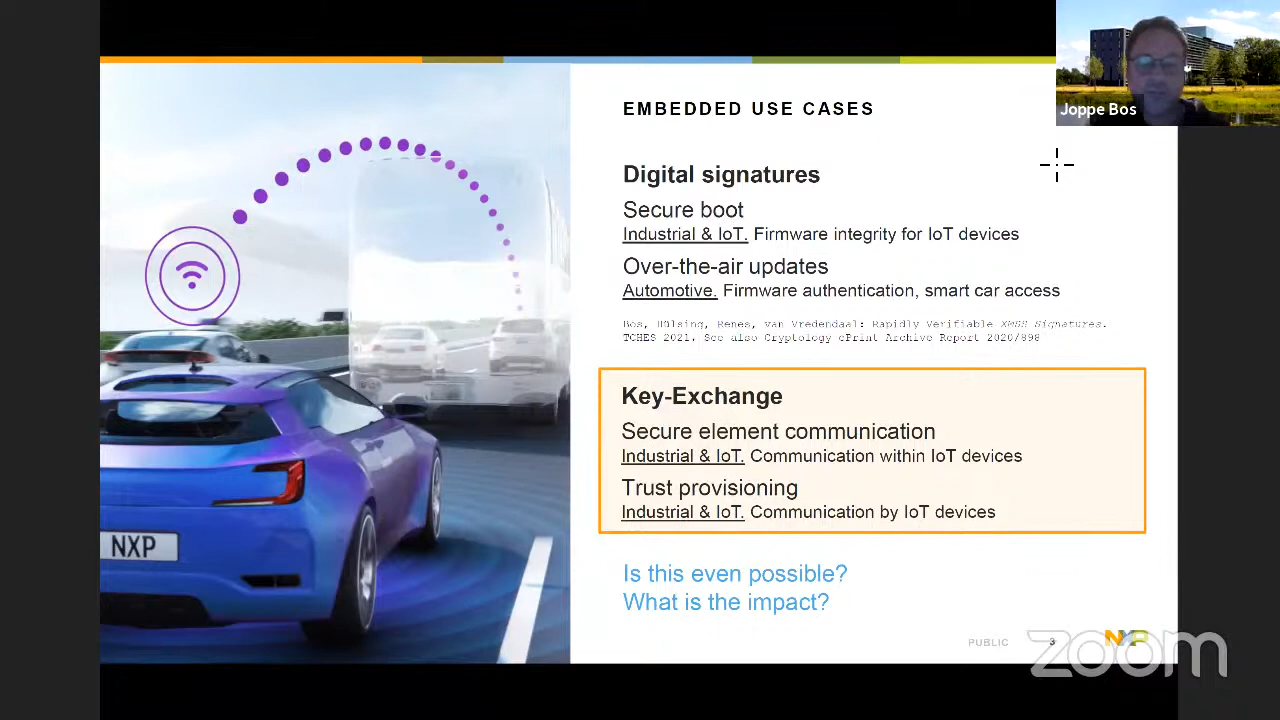 EMBEDDED USE CASES
Joppe Bos
Digital signatures
Secure boot
Industrial & IoT. Firmware integrity for IoT devices
Over-the-air updates
Automotive. Firmware authentication, smart car access
Bos, Hülsing, Renes, van Vredendaal: Rapidly Verifiable XMSS Signatures.
TCHES 2021. See also Cryptology ePrint Archive Report 2020/898
Key-Exchange
Secure element communication
Industrial & IoT. Communication within IoT devices
Trust provisioning
Industrial & IoT. Communication by IoT devices
NXP
Is this even possible?
What is the impact?
PUBLIC
3
NXP
zoom